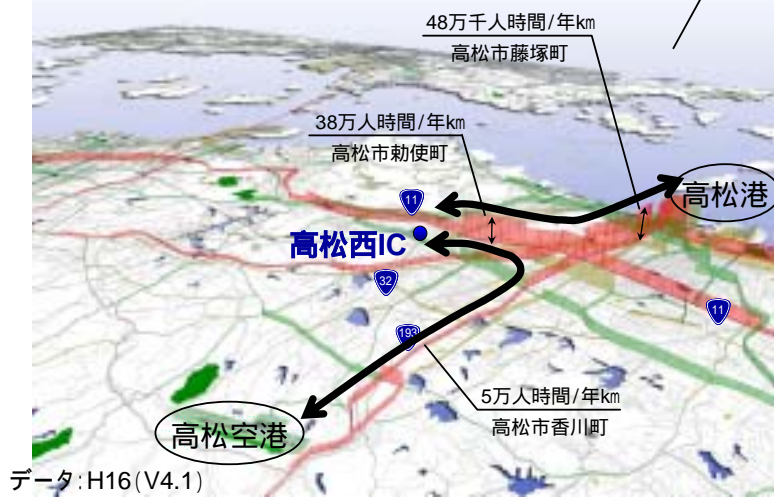 48万千人時間/年km
高松市藤塚町
38万人時間/年km
高松市勅使町
高松港
11
高松西IC
32
11
193
5万人時間/年km
高松市香川町
高松空港
データ:H16(V4.1)